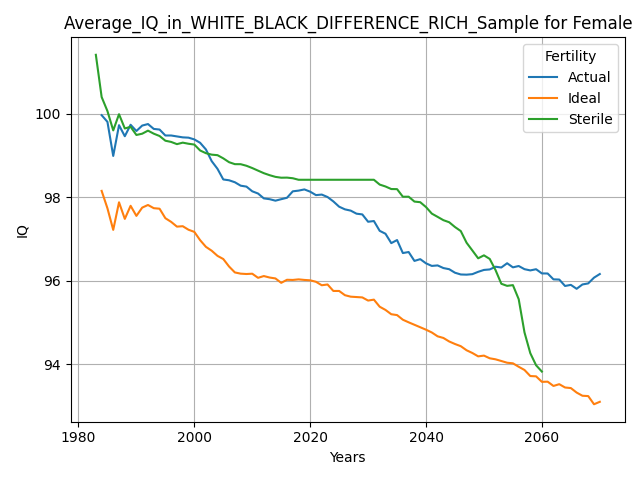 Average_IQ_in_WHITE_BLACK_DIFFERENCE_RICH_Sample for Female
Fertility
Actual
Ideal
Sterile
IQ
100
98
96
94
1980
2000
2020
2040
2060
Years